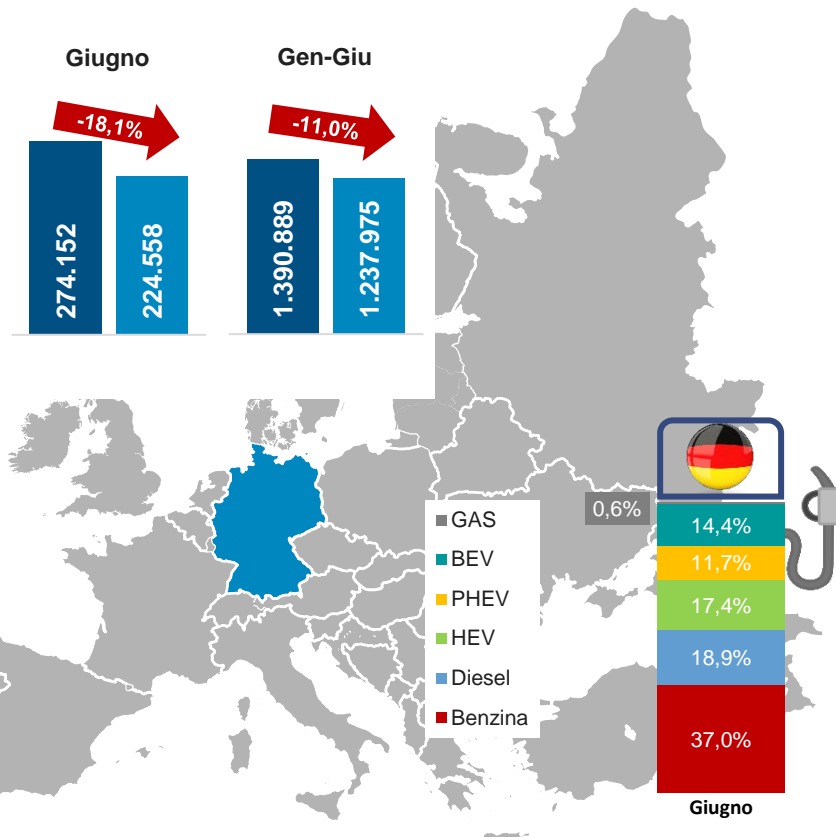 Giugno
Gen-Giu
-18,1%
-11,0%
274.152
224.558
1.390.889
1.237.975
GAS
BEV
PHEV
HEV
Diesel
Benzina
0,6%
14,4%
11,7%
17,4%
18,9%
37,0%
Giugno